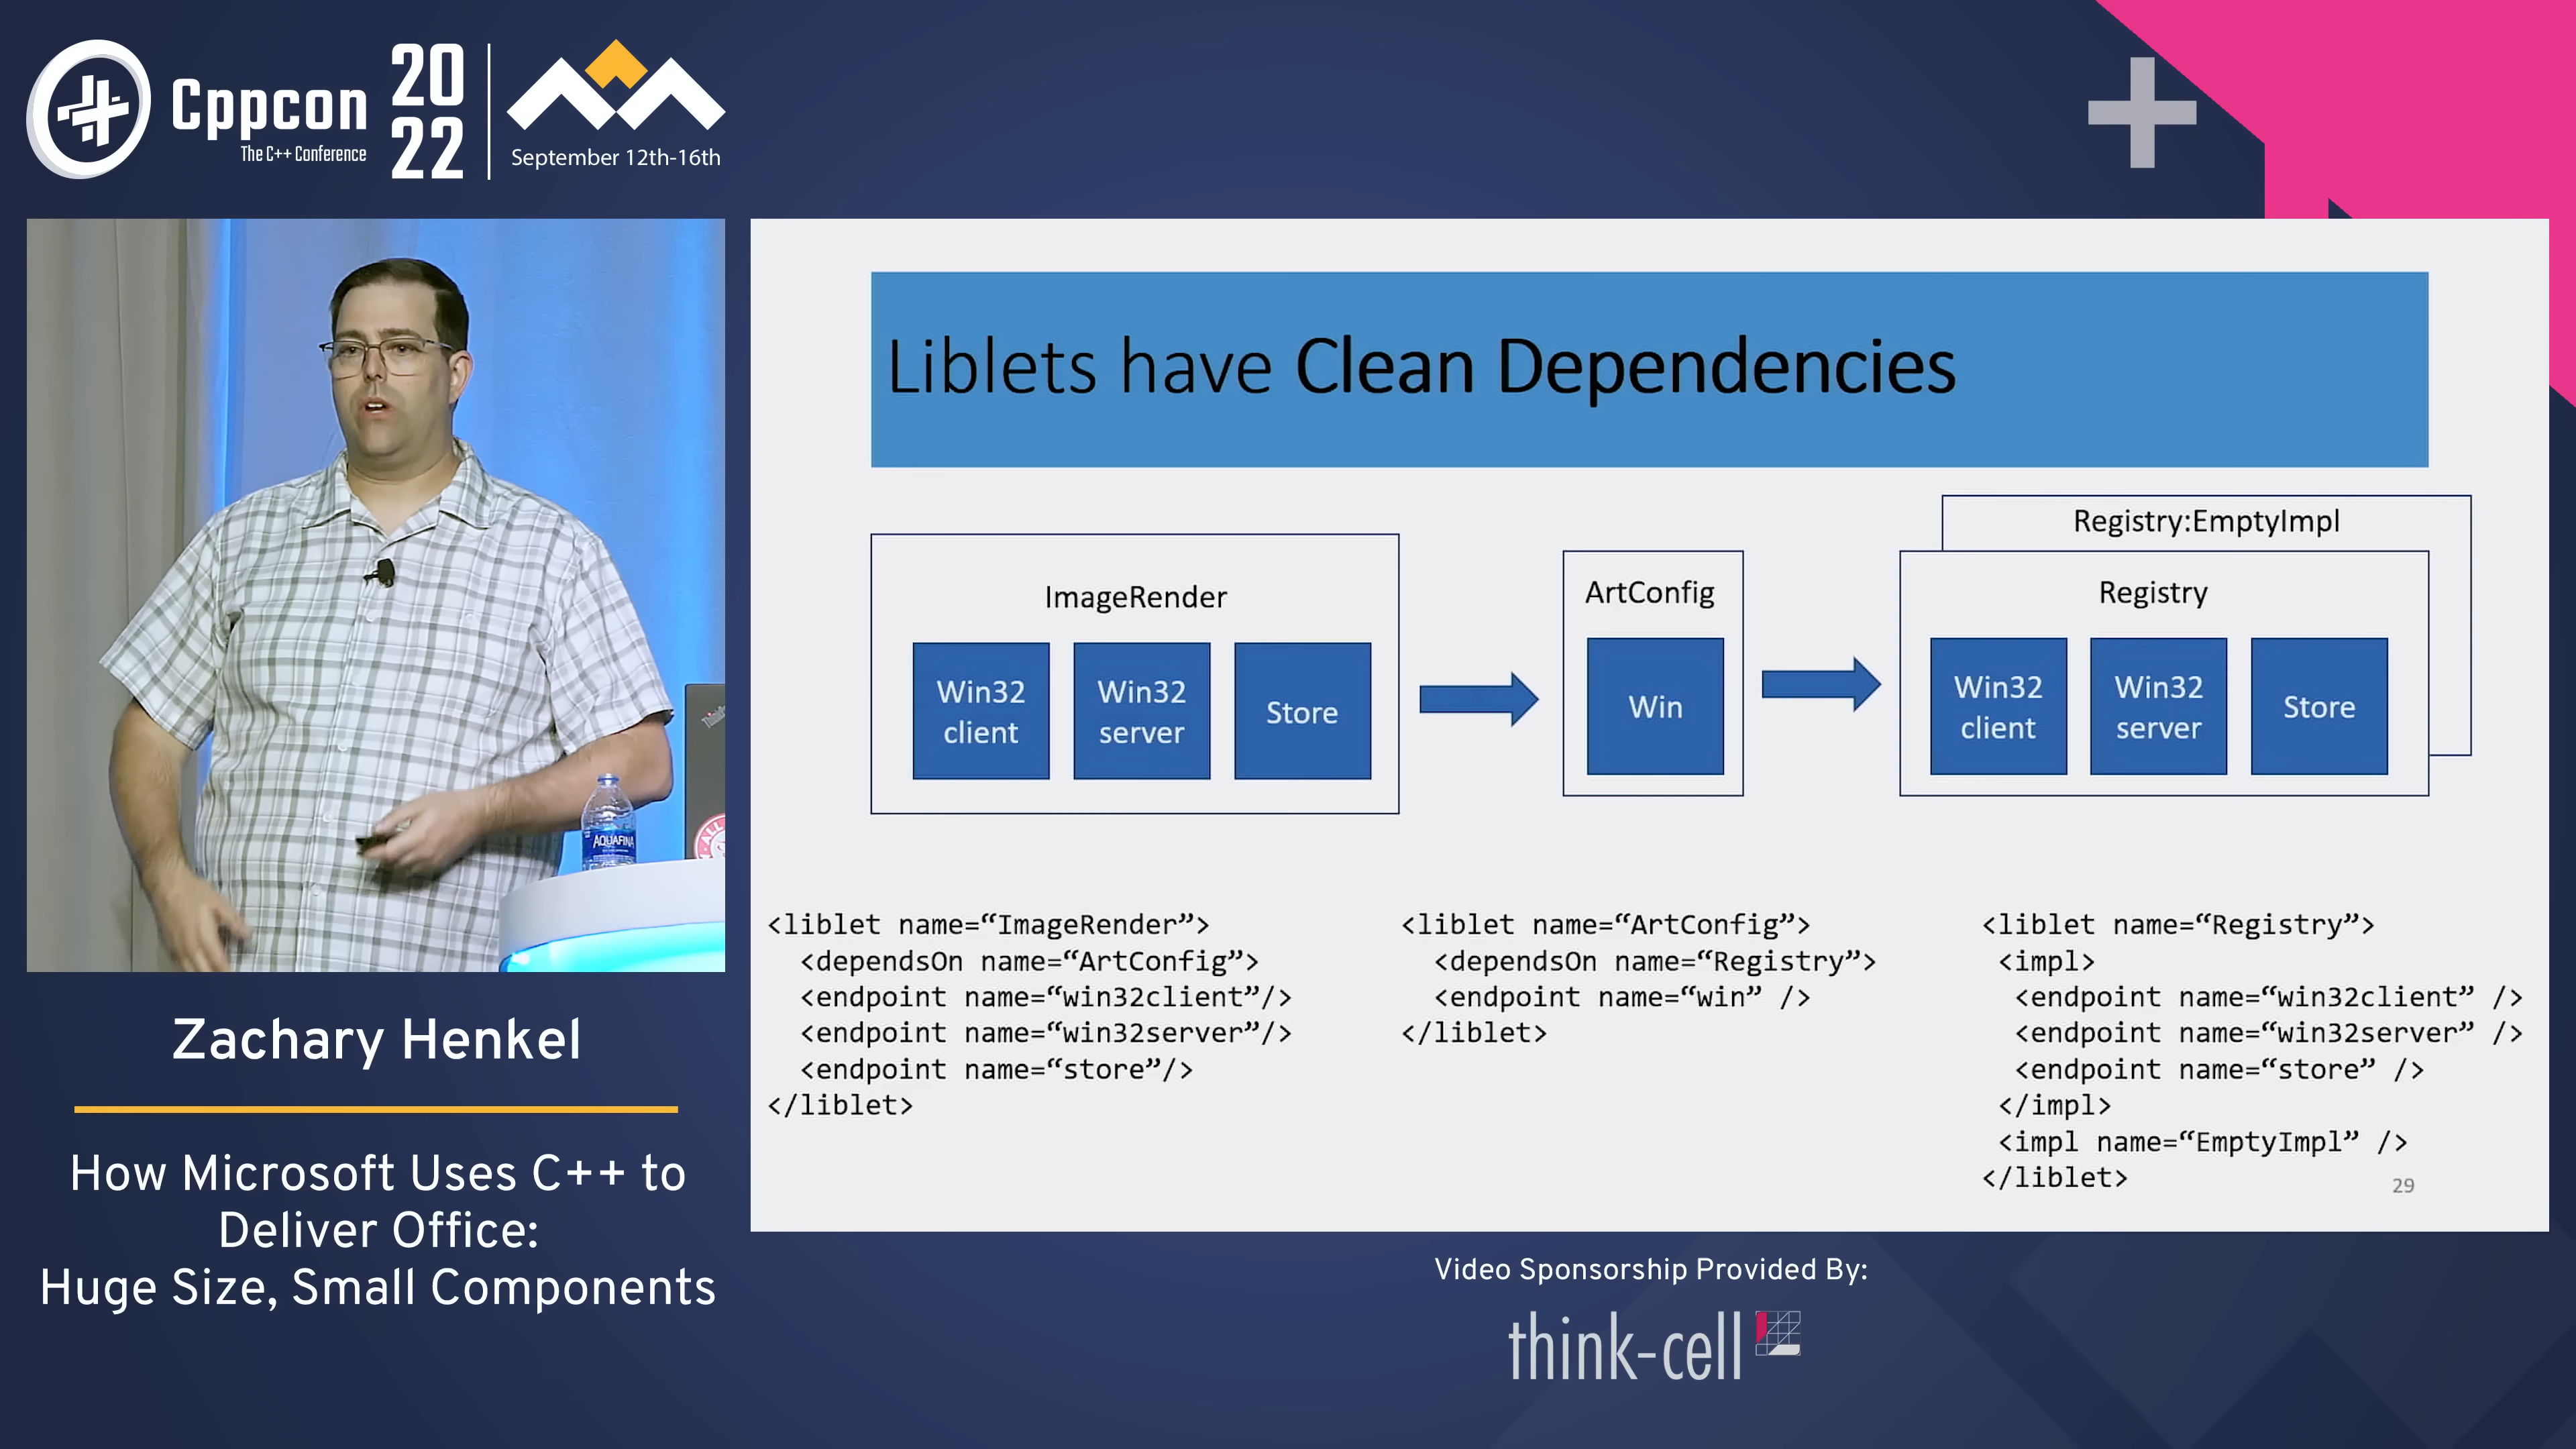 Cppcon
The C++ Conference
20
22
September 12th-16th
AQUAFINA
Zachary Henkel
How Microsoft Uses C++ to
Deliver Office:
Huge Size, Small Components
Liblets have Clean Dependencies
ImageRender
Win32
client
Win32
server
Store
ArtConfig
Win
Registry:EmptyImpl
Registry
Win32
client
Win32
server
Store
<liblet name=“ImageRender”>
<dependsOn name=“ArtConfig”>
<endpoint name=“win32client”/>
<endpoint name=“win32server”/>
<endpoint name=“store”/>
</liblet>
<liblet name=“ArtConfig”>
<dependsOn name=“Registry”>
<endpoint name=“win” />
</liblet>
<liblet name=“Registry”>
<impl>
<endpoint name=“win32client” />
<endpoint name=“win32server” />
<endpoint name=“store” />
</impl>
<impl name=“EmptyImpl” />
</liblet>
29
Video Sponsorship Provided By:
think-cell